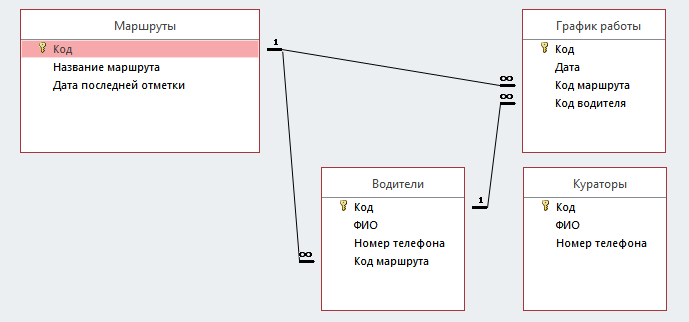 Маршруты
Код
Название маршрута
Дата последней отметки
График работы
Код
Дата
Код маршрута
Код водителя
1
∞
∞
Водители
Код
ФИО
Номер телефона
Код маршрута
1
∞
Кураторы
Код
ФИО
Номер телефона